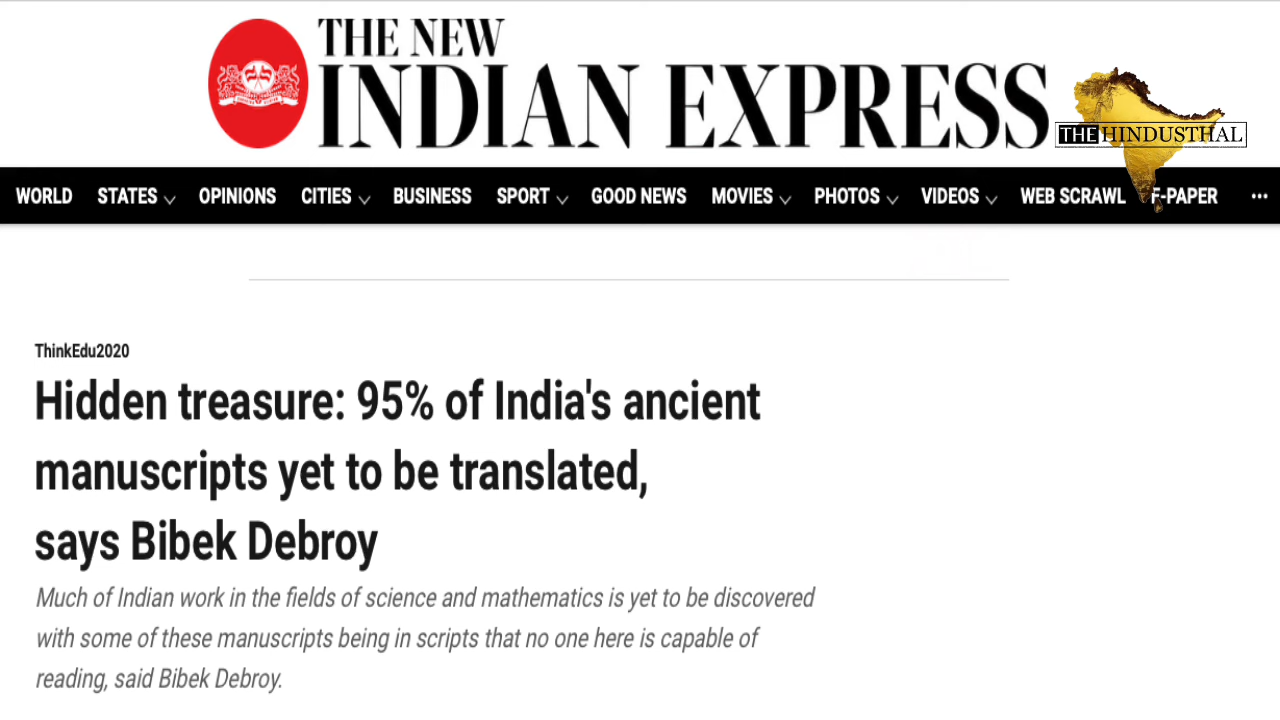 THE NEW
INDIAN EXPRESS
THE HINDUSTHAL
WORLD STATES OPINIONS CITIES BUSINESS SPORT GOOD NEWS MOVIES PHOTOS VIDEOS WEB SCRAWL E-PAPER ...
ThinkEdu2020
Hidden treasure: 95% of India's ancient
manuscripts yet to be translated,
says Bibek Debroy
Much of Indian work in the fields of science and mathematics is yet to be discovered
with some of these manuscripts being in scripts that no one here is capable of
reading, said Bibek Debroy.